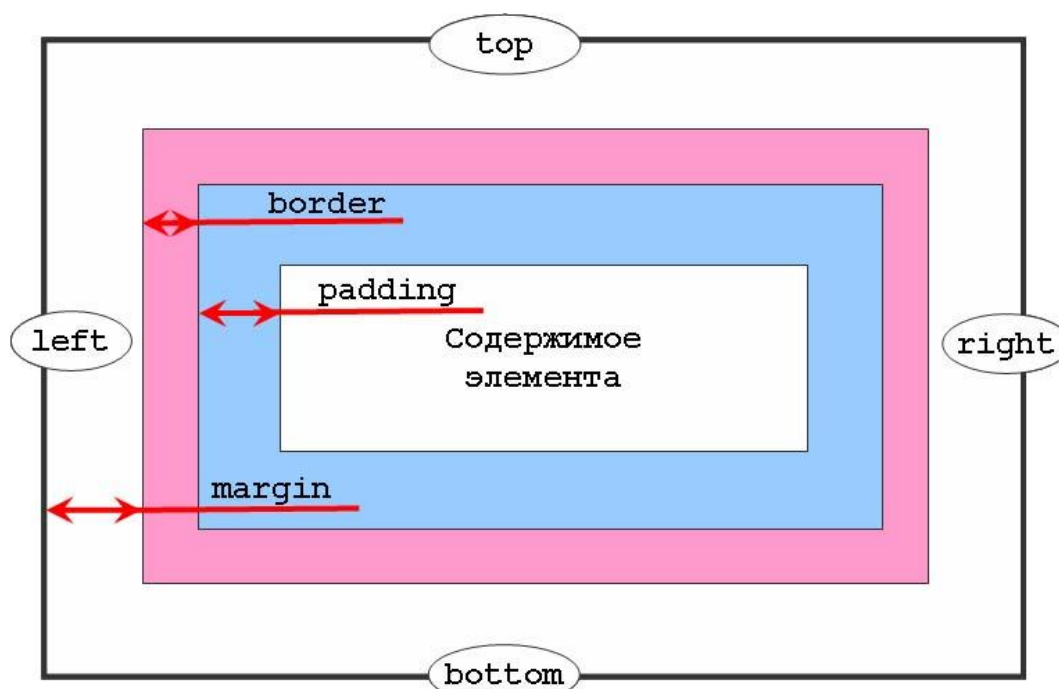 top
border
padding
left
Содержимое
элемента
right
margin
bottom